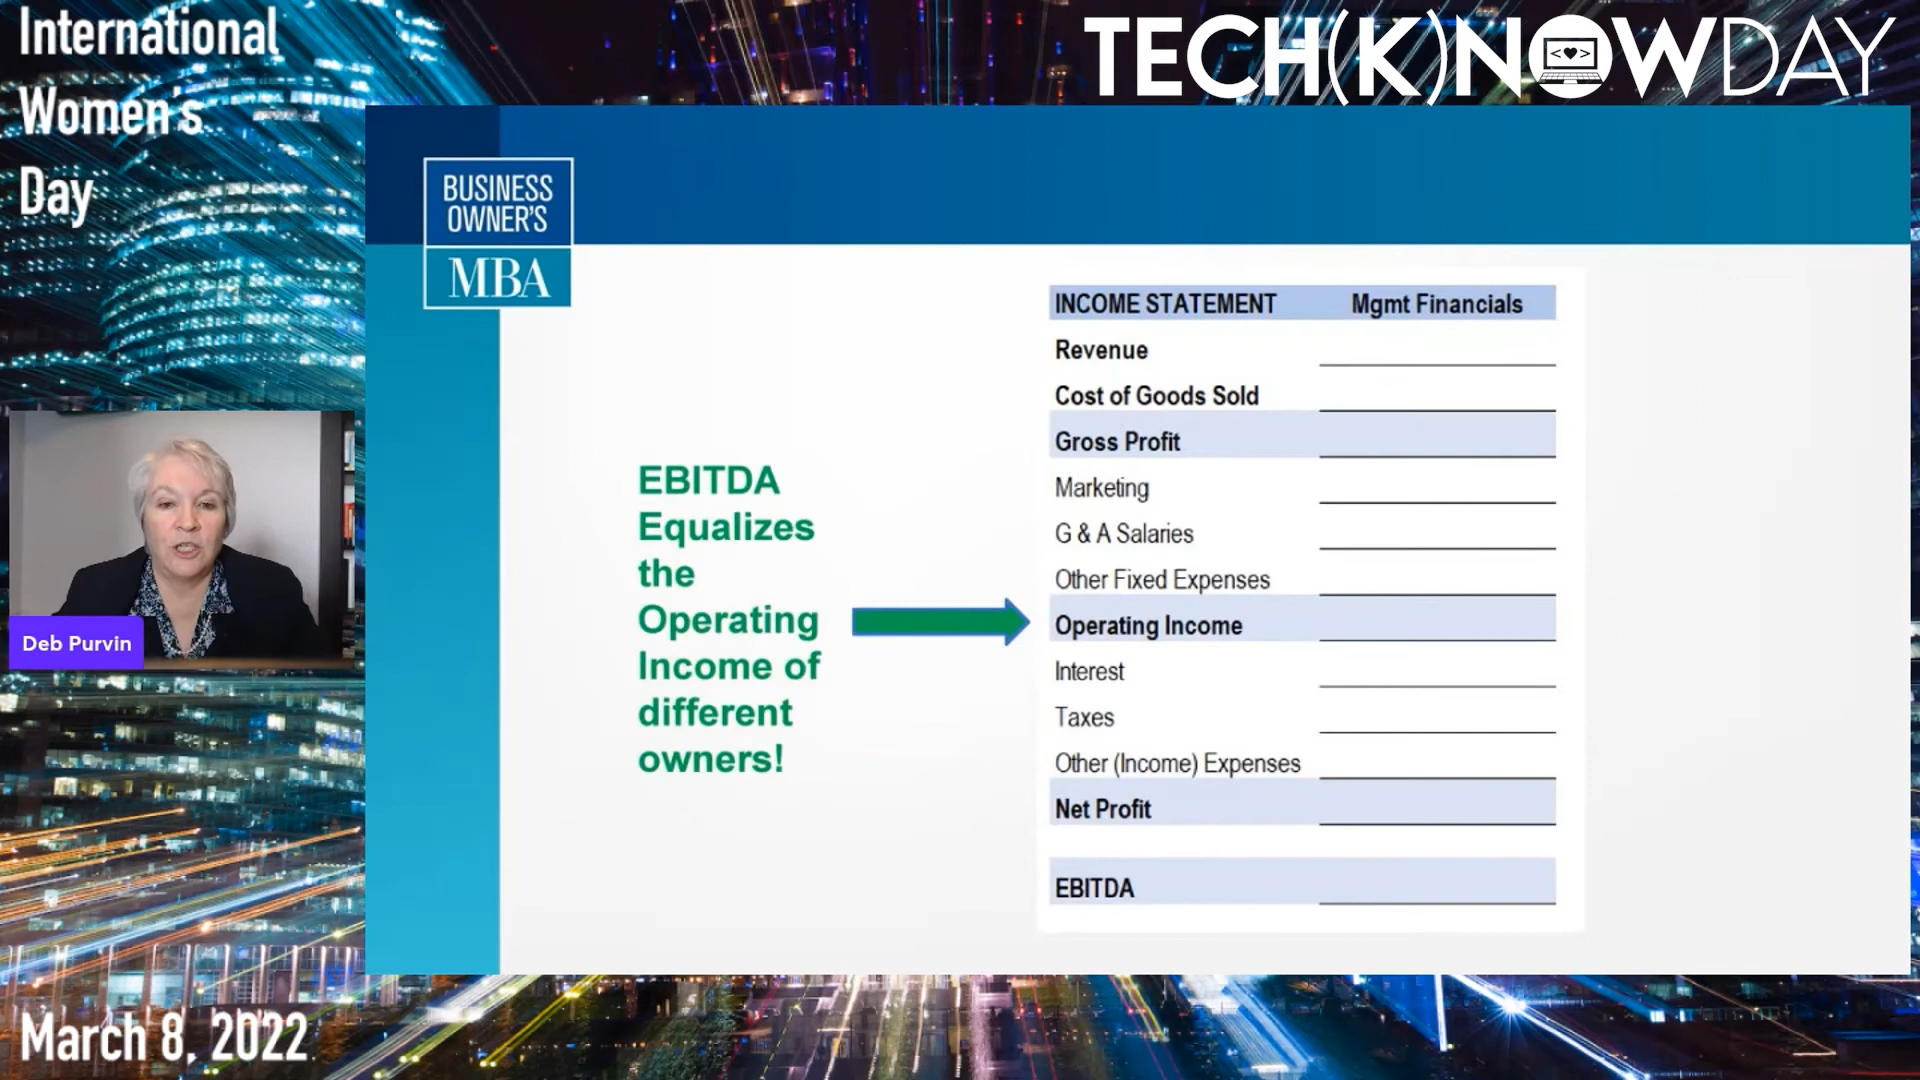 International
Women's
Day
TECH(K)NOWDAY
BUSINESS
OWNER'S
MBA
EBITDA
Equalizes
the
Operating
Income of
different
owners!
INCOME STATEMENT Mgmt Financials
Revenue
Cost of Goods Sold
Gross Profit
Marketing
G & A Salaries
Other Fixed Expenses
Operating Income
Interest
Taxes
Other (Income) Expenses
Net Profit
EBITDA
Deb Purvin
March 8, 2022